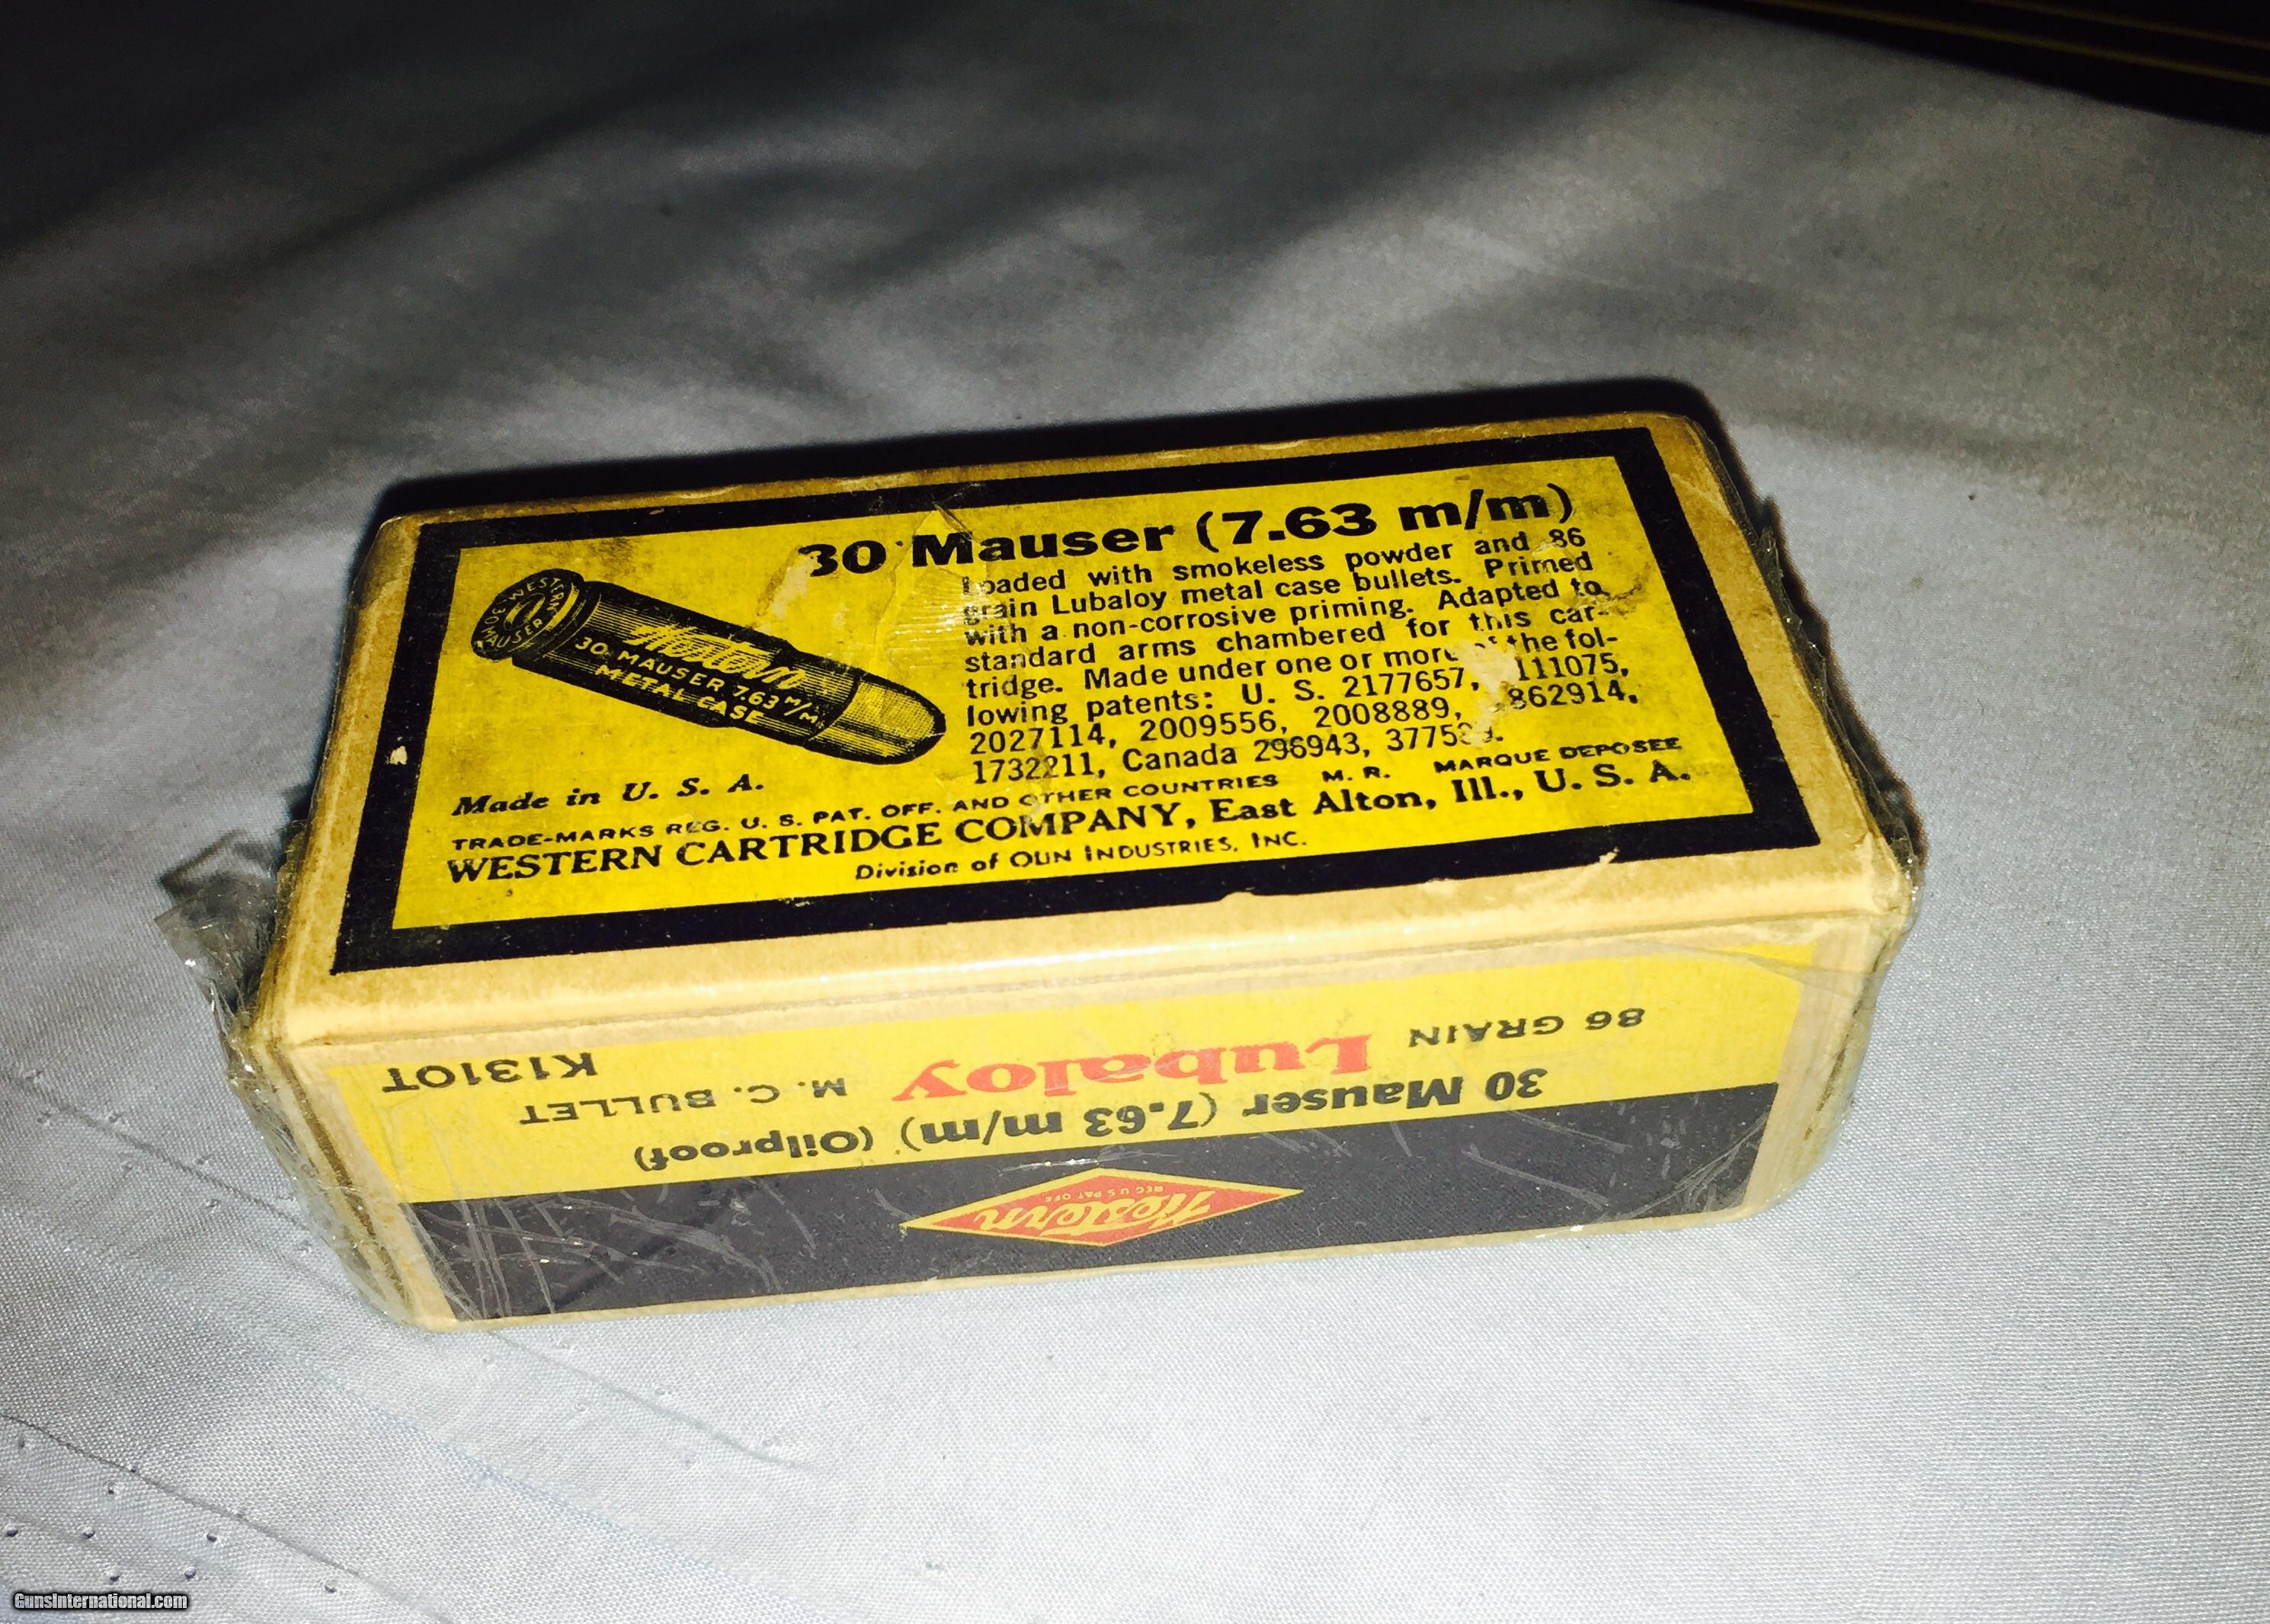 30 Mauser (7.63 m/m)
Loaded with smokeless powder and 86
grain Lubaloy metal case bullets. Primed
with a non-corrosive priming. Adapted to
standard arms chambered for this car-
tridge. Made under one or more of the fol-
lowing patents: U. S. 2177657,
2027114, 2009556, 2008889,
1732211, Canada 296943,
WESTERN
30 MAUSER
Western
30 MAUSER 7.63 M/M
METAL CASE
Made in U. S. A.
TRADE-MARKS REG. U. S. PAT. OFF. AND OTHER COUNTRIES M. R. MARQUE DEPOSEE
WESTERN CARTRIDGE COMPANY, East Alton, Ill., U. S. A.
Division of OLIN INDUSTRIES, INC.
Western
REG U S PAT OFF
30 Mauser (7.63 m/m) (Oilproof)
86 GRAIN Lubaloy M. C. BULLET
K1310T
GunsInternational.com